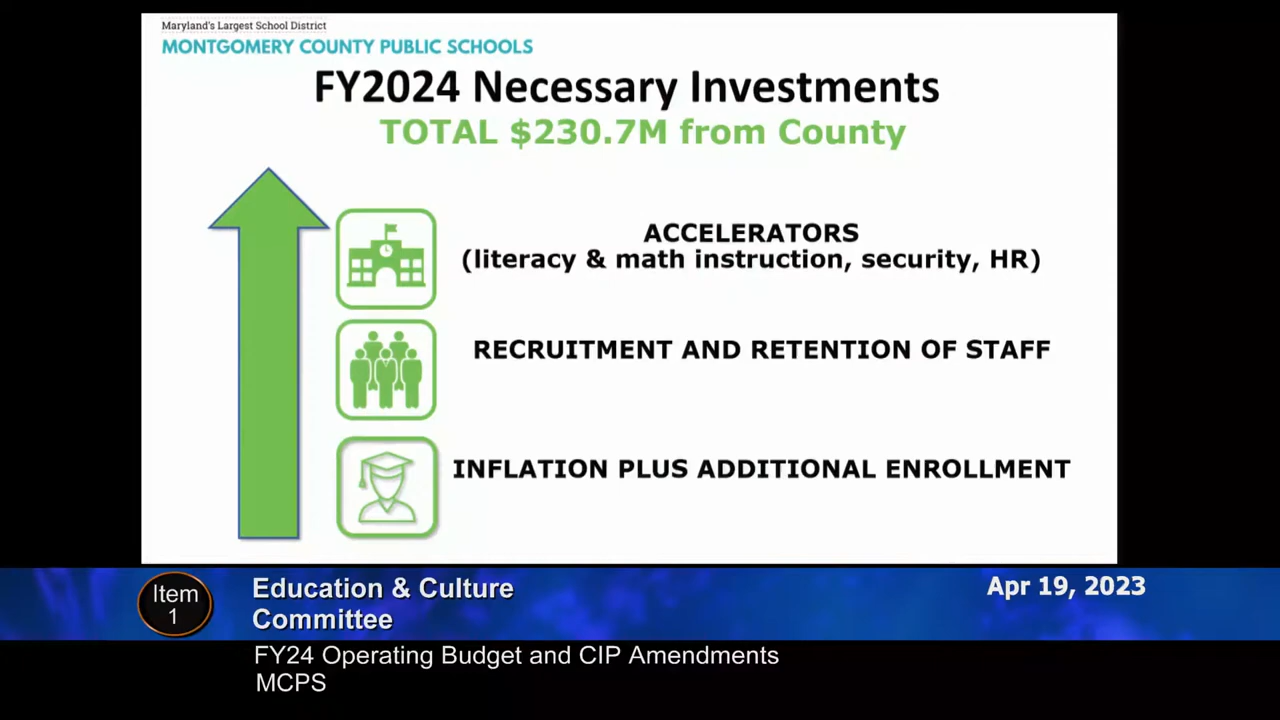 Maryland's Largest School District
MONTGOMERY COUNTY PUBLIC SCHOOLS
FY2024 Necessary Investments
TOTAL $230.7M from County
ACCELERATORS
(literacy & math instruction, security, HR)
RECRUITMENT AND RETENTION OF STAFF
INFLATION PLUS ADDITIONAL ENROLLMENT
Item
1
Education & Culture
Committee
Apr 19, 2023
FY24 Operating Budget and CIP Amendments
MCPS